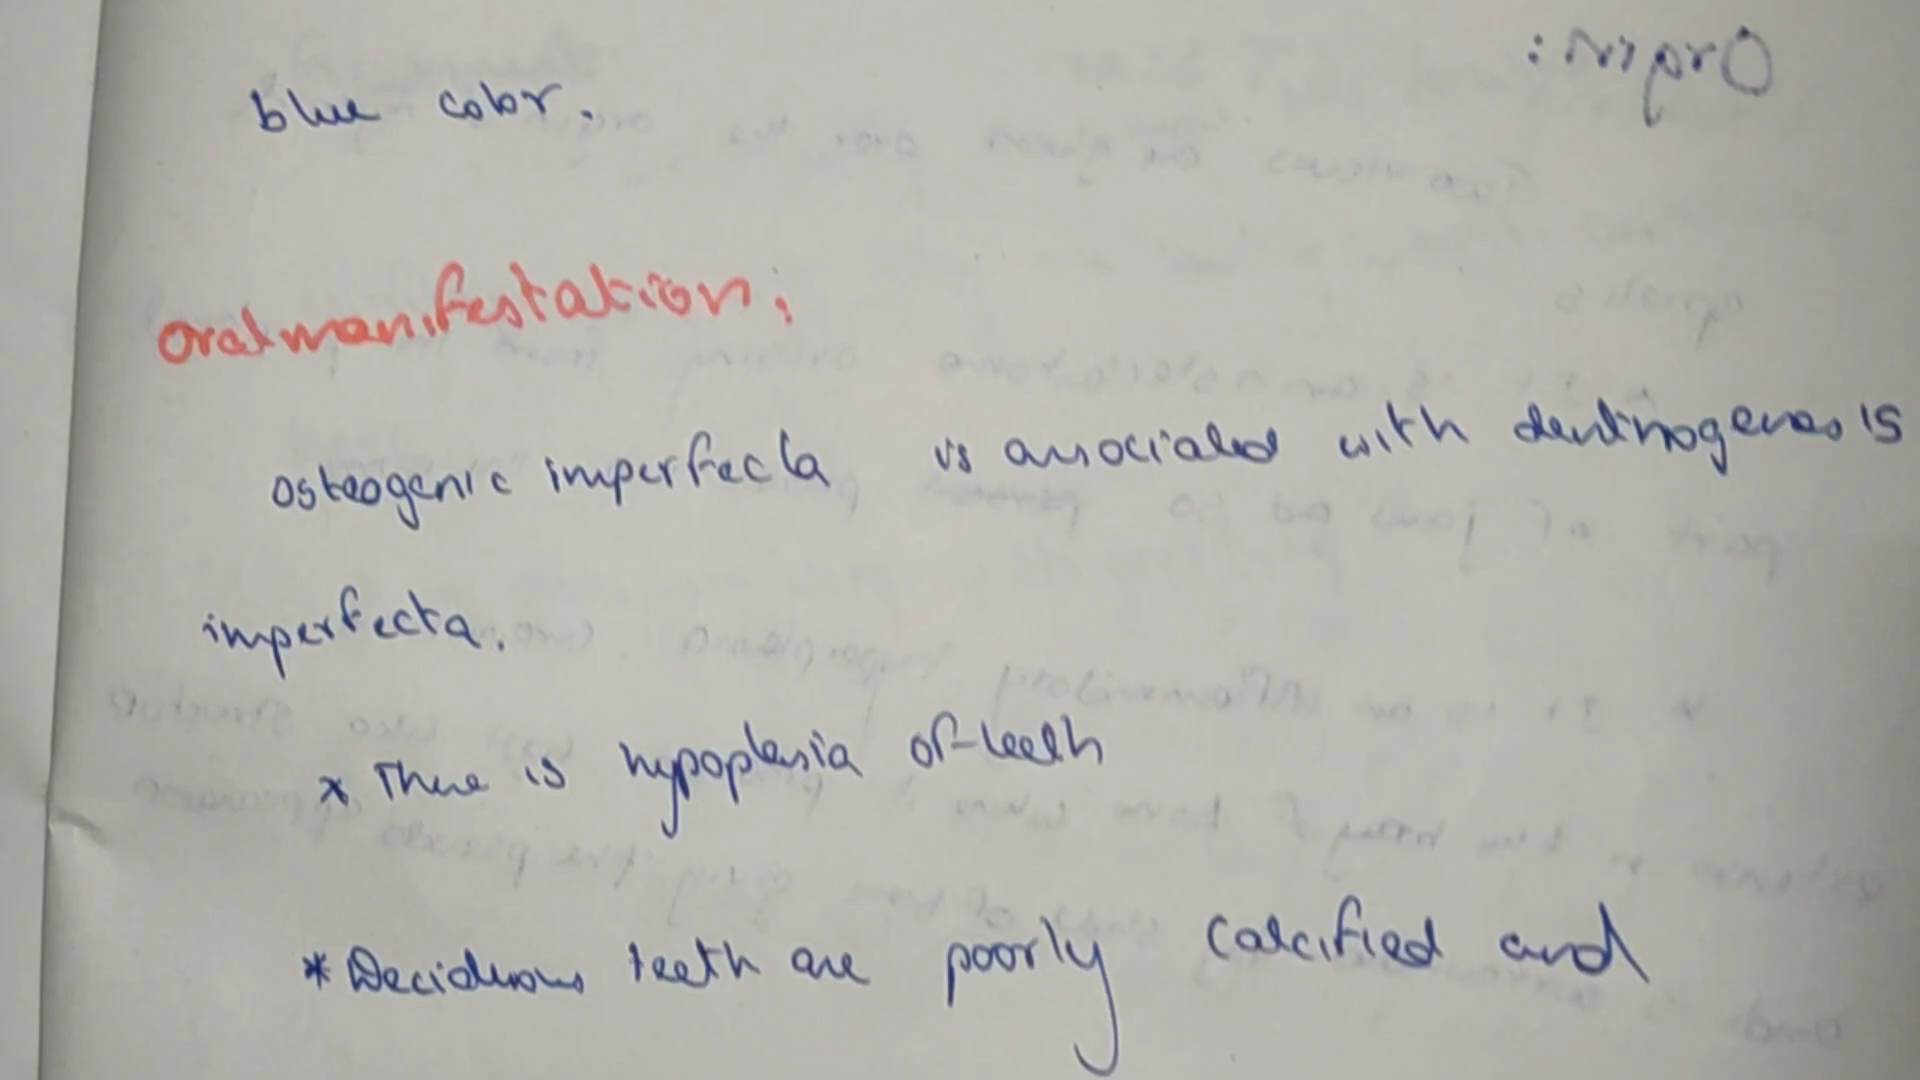 blue color.
oral manifestation:
osteogenic imperfecta is associated with dentinogenesis
imperfecta.
* There is hypoplasia of teeth
* Deciduous teeth are poorly calcified and